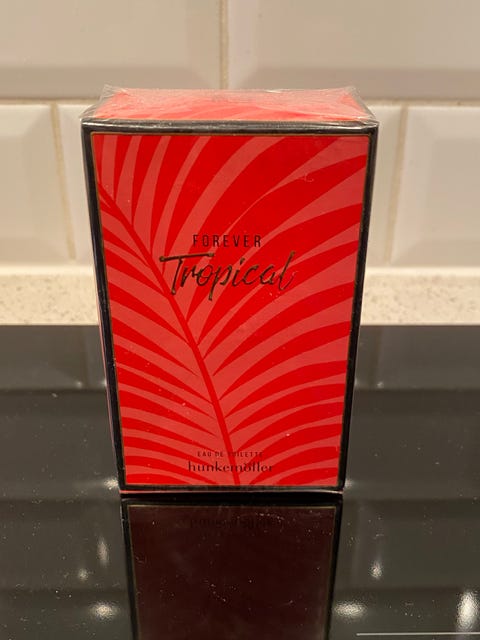 FOREVER
Tropical
EAU DE TOILETTE
hunkemöller